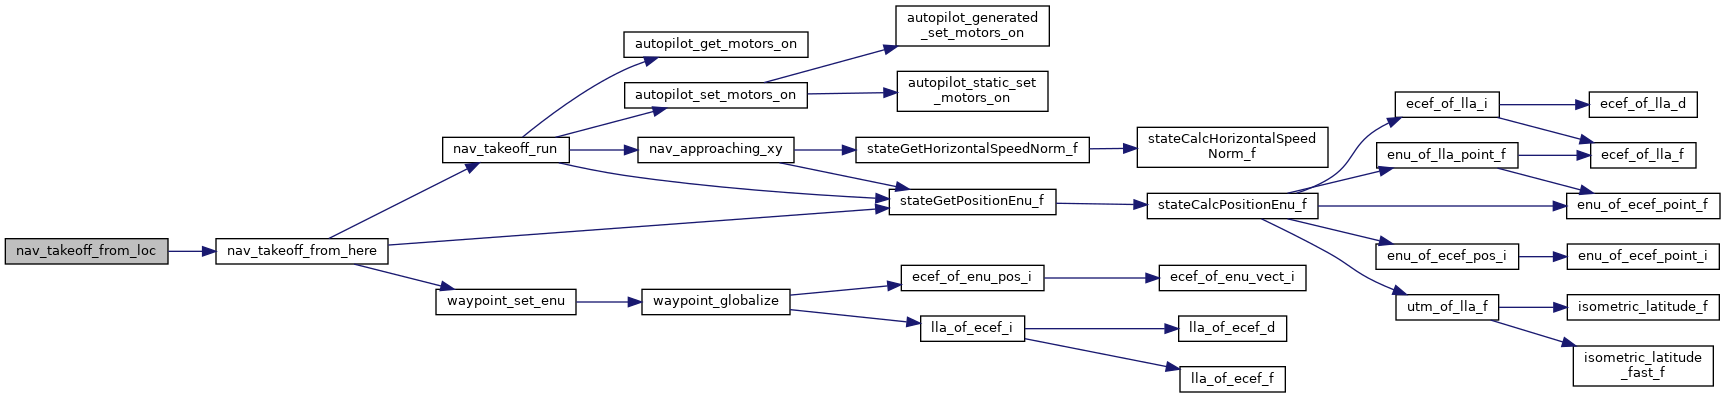 nav_takeoff_from_loc
nav_takeoff_from_here
nav_takeoff_run
waypoint_set_enu
autopilot_get_motors_on
autopilot_set_motors_on
nav_approaching_xy
waypoint_globalize
autopilot_generated
_set_motors_on
autopilot_static_set
_motors_on
stateGetHorizontalSpeedNorm_f
stateGetPositionEnu_f
ecef_of_enu_pos_i
lla_of_ecef_i
stateCalcHorizontalSpeed
Norm_f
stateCalcPositionEnu_f
ecef_of_enu_vect_i
lla_of_ecef_d
lla_of_ecef_f
ecef_of_lla_i
enu_of_lla_point_f
enu_of_ecef_pos_i
utm_of_lla_f
ecef_of_lla_d
ecef_of_lla_f
enu_of_ecef_point_f
enu_of_ecef_point_i
isometric_latitude_f
isometric_latitude
_fast_f